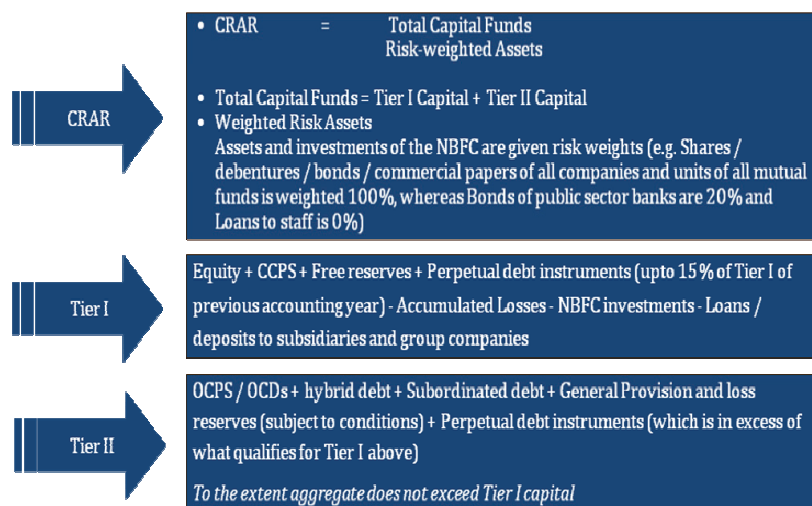 • CRAR = Total Capital Funds
Risk-weighted Assets
• Total Capital Funds = Tier I Capital + Tier II Capital
• Weighted Risk Assets
Assets and investments of the NBFC are given risk weights (e.g. Shares /
debentures / bonds / commercial papers of all companies and units of all mutual
funds is weighted 100%, whereas Bonds of public sector banks are 20% and
Loans to staff is 0%)
CRAR
Equity + CCPS + Free reserves + Perpetual debt instruments (upto 15% of Tier I of
previous accounting year) - Accumulated Losses - NBFC investments - Loans /
deposits to subsidiaries and group companies
Tier I
OCPS / OCDs + hybrid debt + Subordinated debt + General Provision and loss
reserves (subject to conditions) + Perpetual debt instruments (which is in excess of
what qualifies for Tier I above)
To the extent aggregate does not exceed Tier I capital
Tier II